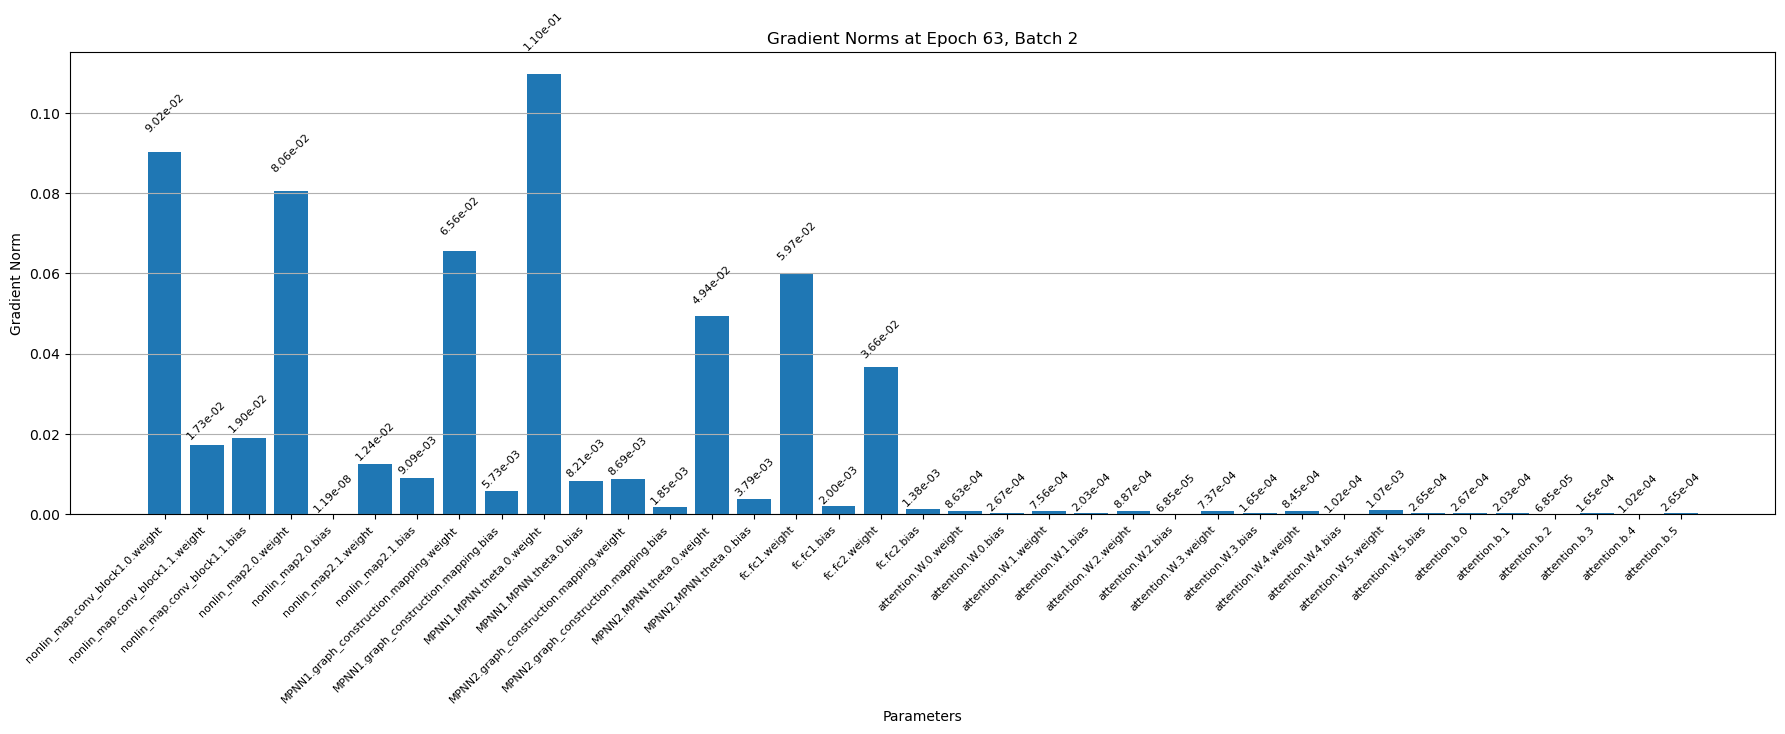 Gradient Norms at Epoch 63, Batch 2
Gradient Norm
0.10
0.08
0.06
0.04
0.02
0.00
9.02e-02
1.73e-02
1.90e-02
8.06e-02
1.19e-08
1.24e-02
9.09e-03
6.56e-02
5.73e-03
1.10e-01
8.21e-03
8.69e-03
1.85e-03
4.94e-02
3.79e-03
5.97e-02
2.00e-03
3.66e-02
1.38e-03
8.63e-04
2.67e-04
7.56e-04
2.03e-04
8.87e-04
6.85e-05
7.37e-04
1.65e-04
8.45e-04
1.02e-04
1.07e-03
2.65e-04
2.67e-04
2.03e-04
6.85e-05
1.65e-04
1.02e-04
2.65e-04
nonlin_map.conv_block1.0.weight
nonlin_map.conv_block1.1.weight
nonlin_map.conv_block1.1.bias
nonlin_map2.0.weight
nonlin_map2.0.bias
nonlin_map2.1.weight
nonlin_map2.1.bias
MPNN1.graph_construction.mapping.weight
MPNN1.graph_construction.mapping.bias
MPNN1.MPNN.theta.0.weight
MPNN1.MPNN.theta.0.bias
MPNN2.graph_construction.mapping.weight
MPNN2.graph_construction.mapping.bias
MPNN2.MPNN.theta.0.weight
MPNN2.MPNN.theta.0.bias
fc.fc1.weight
fc.fc1.bias
fc.fc2.weight
fc.fc2.bias
attention.W.0.weight
attention.W.0.bias
attention.W.1.weight
attention.W.1.bias
attention.W.2.weight
attention.W.2.bias
attention.W.3.weight
attention.W.3.bias
attention.W.4.weight
attention.W.4.bias
attention.W.5.weight
attention.W.5.bias
attention.b.0
attention.b.1
attention.b.2
attention.b.3
attention.b.4
attention.b.5
Parameters